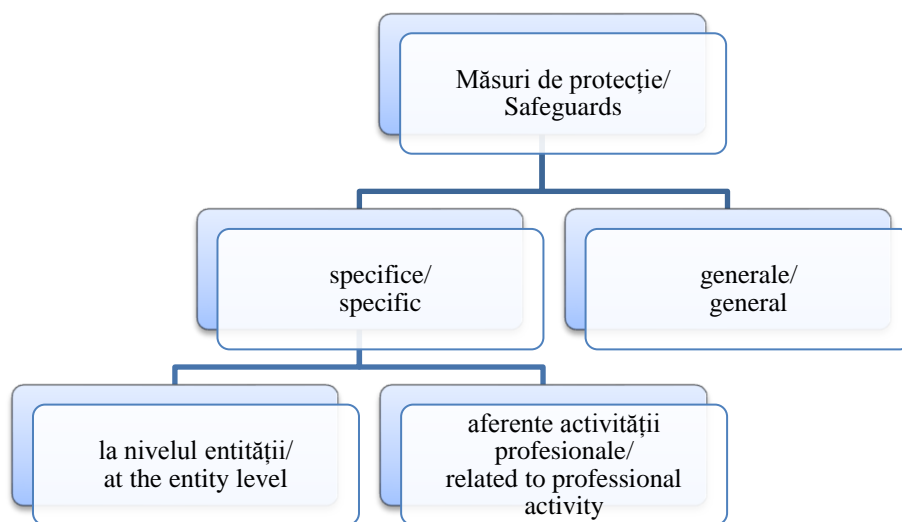 Măsuri de protecție/
Safeguards
specifice/
specific
generale/
general
la nivelul entității/
at the entity level
aferente activității
profesionale/
related to professional
activity